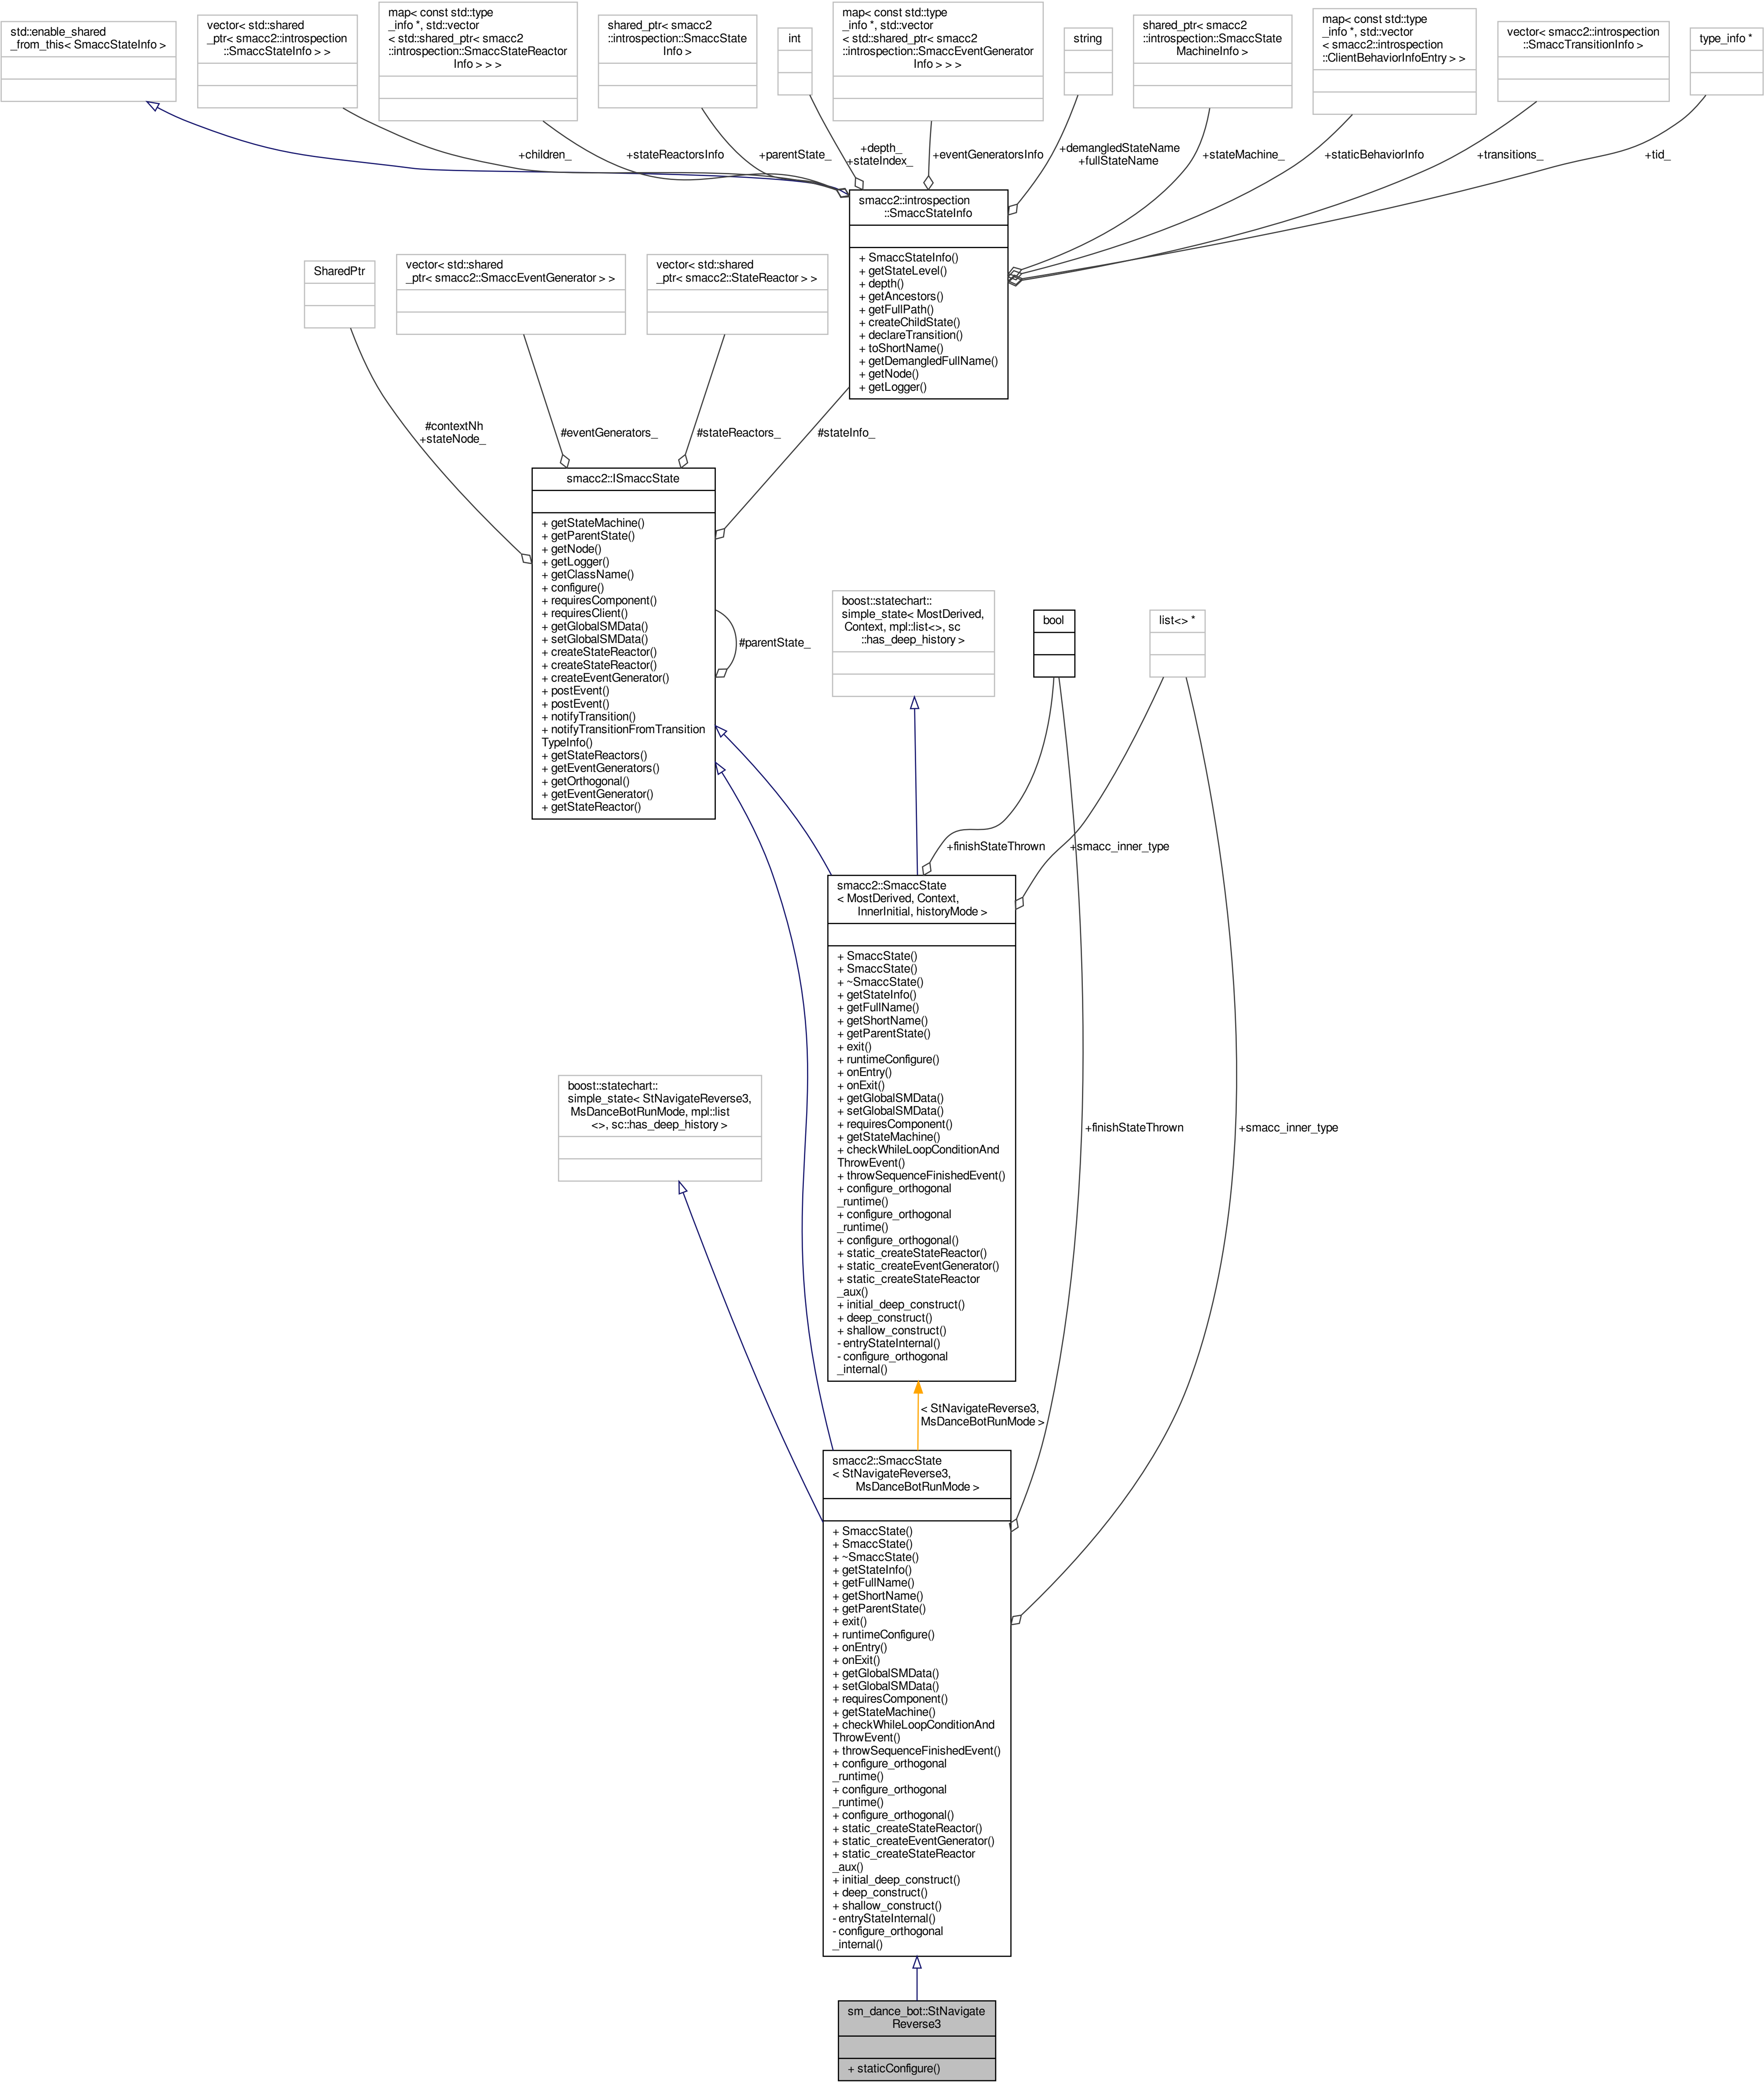 std::enable_shared
_from_this< SmaccStateInfo >
vector< std::shared
_ptr< smacc2::introspection
::SmaccStateInfo > >
map< const std::type
_info *, std::vector
< std::shared_ptr< smacc2
::introspection::SmaccStateReactor
Info > > >
shared_ptr< smacc2
::introspection::SmaccState
Info >
int
map< const std::type
_info *, std::vector
< std::shared_ptr< smacc2
::introspection::SmaccEventGenerator
Info > > >
string
shared_ptr< smacc2
::introspection::SmaccState
MachineInfo >
map< const std::type
_info *, std::vector
< smacc2::introspection
::ClientBehaviorInfoEntry > >
vector< smacc2::introspection
::SmaccTransitionInfo >
type_info *
+children_
+stateReactorsInfo
+parentState_
+depth_
+stateIndex_
+eventGeneratorsInfo
+demangledStateName
+fullStateName
+stateMachine_
+staticBehaviorInfo
+transitions_
+tid_
smacc2::introspection
::SmaccStateInfo
+ SmaccStateInfo()
+ getStateLevel()
+ depth()
+ getAncestors()
+ getFullPath()
+ createChildState()
+ declareTransition()
+ toShortName()
+ getDemangledFullName()
+ getNode()
+ getLogger()
SharedPtr
vector< std::shared
_ptr< smacc2::SmaccEventGenerator > >
vector< std::shared
_ptr< smacc2::StateReactor > >
#contextNh
+stateNode_
#eventGenerators_
#stateReactors_
#stateInfo_
smacc2::ISmaccState
+ getStateMachine()
+ getParentState()
+ getNode()
+ getLogger()
+ getClassName()
+ configure()
+ requiresComponent()
+ requiresClient()
+ getGlobalSMData()
+ setGlobalSMData()
+ createStateReactor()
+ createStateReactor()
+ createEventGenerator()
+ postEvent()
+ postEvent()
+ notifyTransition()
+ notifyTransitionFromTransition
TypeInfo()
+ getStateReactors()
+ getEventGenerators()
+ getOrthogonal()
+ getEventGenerator()
+ getStateReactor()
#parentState_
boost::statechart::
simple_state< MostDerived,
Context, mpl::list<>, sc
::has_deep_history >
bool
list<> *
+finishStateThrown
+smacc_inner_type
smacc2::SmaccState
< MostDerived, Context,
InnerInitial, historyMode >
+ SmaccState()
+ SmaccState()
+ ~SmaccState()
+ getStateInfo()
+ getFullName()
+ getShortName()
+ getParentState()
+ exit()
+ runtimeConfigure()
+ onEntry()
+ onExit()
+ getGlobalSMData()
+ setGlobalSMData()
+ requiresComponent()
+ getStateMachine()
+ checkWhileLoopConditionAnd
ThrowEvent()
+ throwSequenceFinishedEvent()
+ configure_orthogonal
_runtime()
+ configure_orthogonal
_runtime()
+ configure_orthogonal()
+ static_createStateReactor()
+ static_createEventGenerator()
+ static_createStateReactor
_aux()
+ initial_deep_construct()
+ deep_construct()
+ shallow_construct()
- entryStateInternal()
- configure_orthogonal
_internal()
boost::statechart::
simple_state< StNavigateReverse3,
MsDanceBotRunMode, mpl::list
<>, sc::has_deep_history >
+finishStateThrown
+smacc_inner_type
< StNavigateReverse3,
MsDanceBotRunMode >
smacc2::SmaccState
< StNavigateReverse3,
MsDanceBotRunMode >
+ SmaccState()
+ SmaccState()
+ ~SmaccState()
+ getStateInfo()
+ getFullName()
+ getShortName()
+ getParentState()
+ exit()
+ runtimeConfigure()
+ onEntry()
+ onExit()
+ getGlobalSMData()
+ setGlobalSMData()
+ requiresComponent()
+ getStateMachine()
+ checkWhileLoopConditionAnd
ThrowEvent()
+ throwSequenceFinishedEvent()
+ configure_orthogonal
_runtime()
+ configure_orthogonal
_runtime()
+ configure_orthogonal()
+ static_createStateReactor()
+ static_createEventGenerator()
+ static_createStateReactor
_aux()
+ initial_deep_construct()
+ deep_construct()
+ shallow_construct()
- entryStateInternal()
- configure_orthogonal
_internal()
sm_dance_bot::StNavigate
Reverse3
+ staticConfigure()